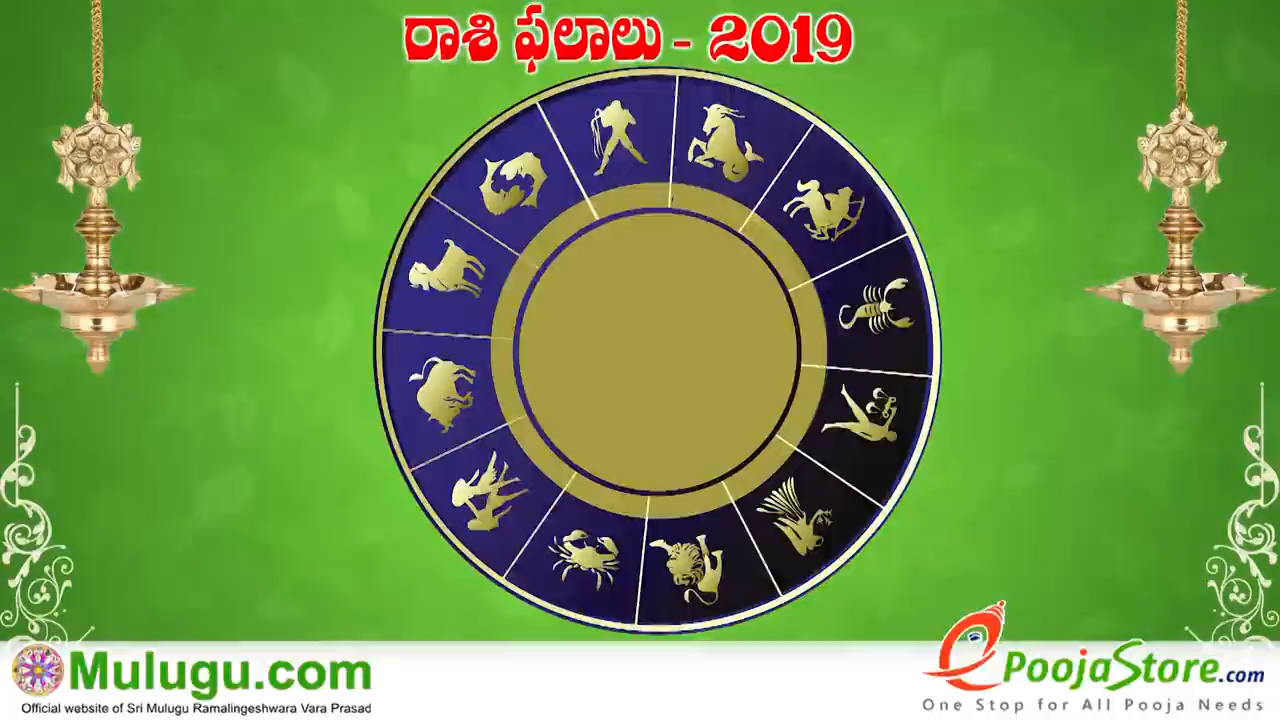 రాశి ఫలాలు - 2019
Mulugu.com
Official website of Sri Mulugu Ramalingeshwara Vara Prasad
ePoojaStore.com
One Stop for All Pooja Needs